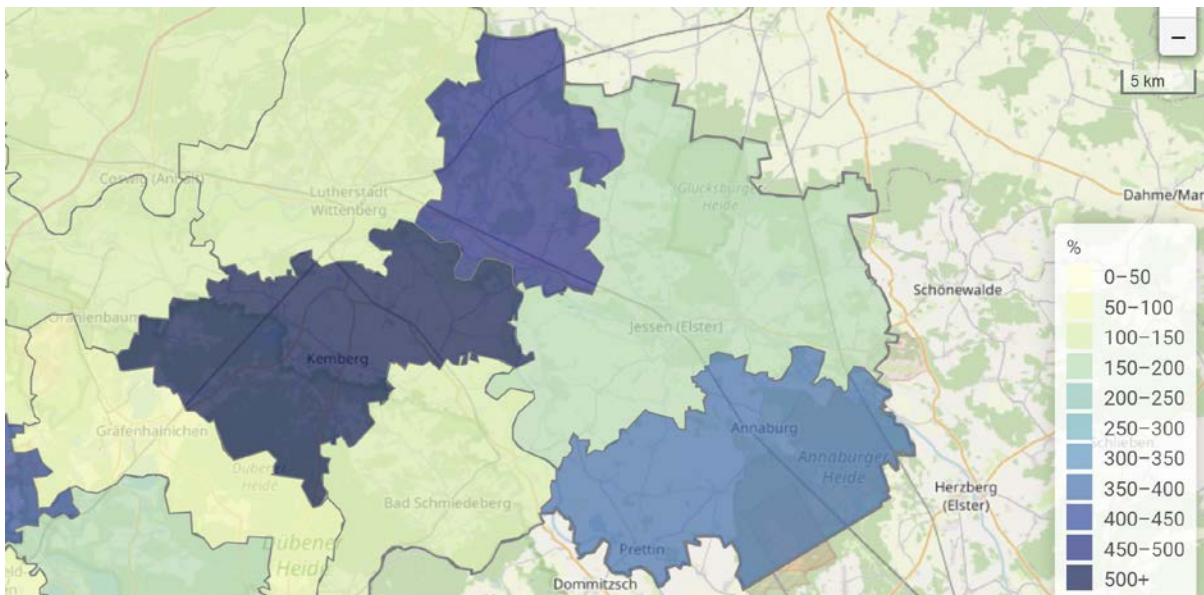 −
5 km
Coswig (Anhalt)
Lutherstadt
Wittenberg
Glücksburger
Heide
Dahme/Mar
%
0–50
50–100
100–150
150–200
200–250
250–300
300–350
350–400
400–450
450–500
500+
Schönewalde
Oranienbaum
Jessen (Elster)
Kemberg
Gräfenhainichen
Annaburg
Schlieben
Dübener
Heide
Annaburger
Heide
Bad Schmiedeberg
Herzberg
(Elster)
Dübener
Heide
Prettin
Dommitzsch